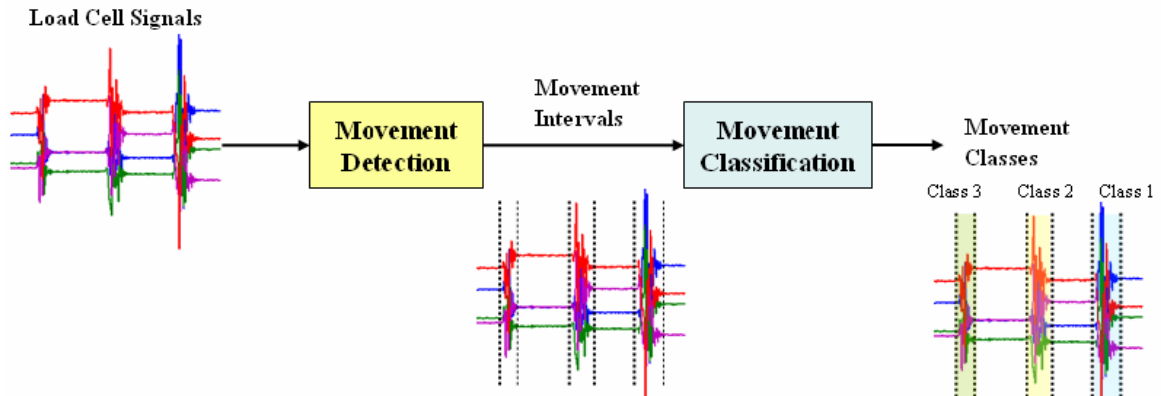 Load Cell Signals
Movement
Detection
Movement
Intervals
Movement
Classification
Movement
Classes
Class 3
Class 2
Class 1